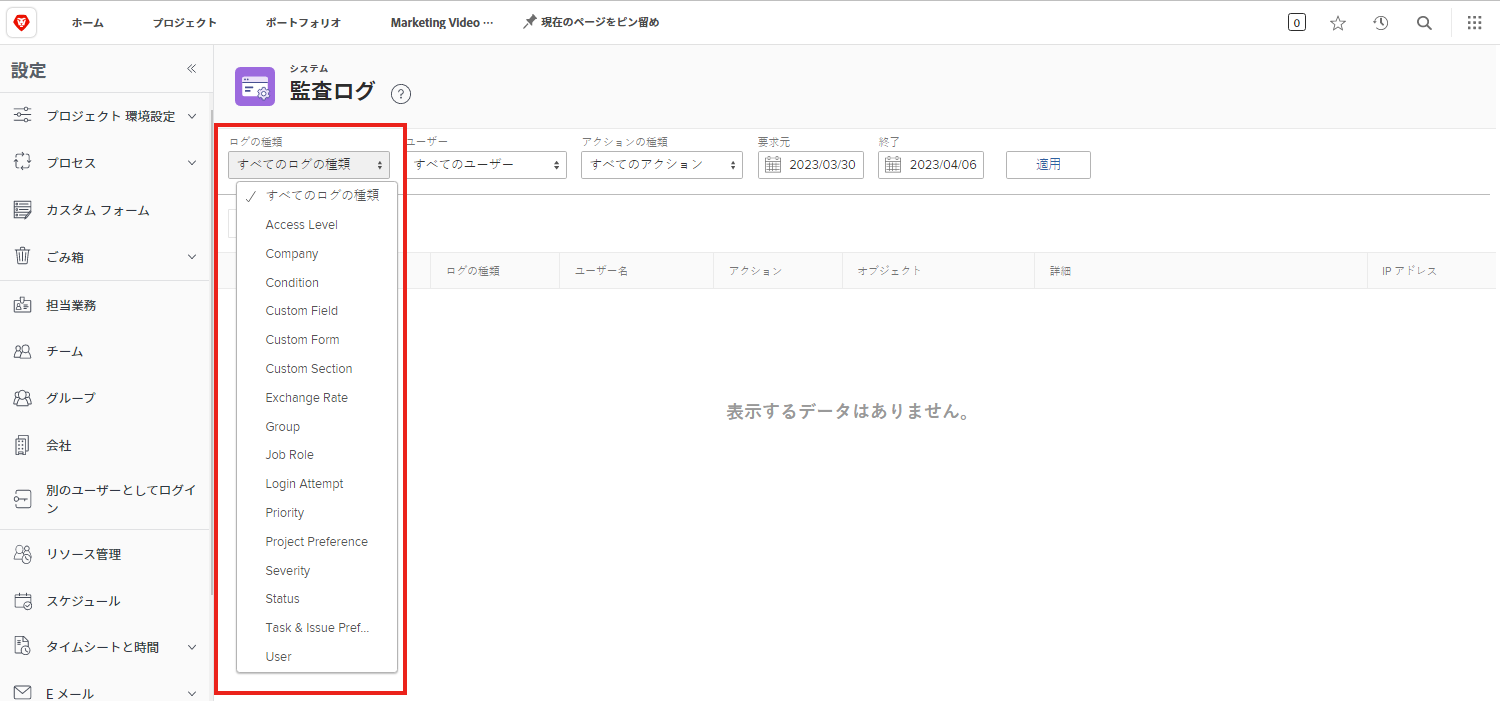 ホーム
プロジェクト
ポートフォリオ
Marketing Video …
現在のページをピン留め
0
設定
プロジェクト 環境設定
プロセス
カスタム フォーム
ごみ箱
担当業務
チーム
グループ
会社
別のユーザーとしてログイ
ン
リソース管理
スケジュール
タイムシートと時間
E メール
システム
監査ログ
?
ログの種類
すべてのログの種類
ユーザー
すべてのユーザー
アクションの種類
すべてのアクション
要求元
2023/03/30
終了
2023/04/06
適用
すべてのログの種類
Access Level
Company
Condition
Custom Field
Custom Form
Custom Section
Exchange Rate
Group
Job Role
Login Attempt
Priority
Project Preference
Severity
Status
Task & Issue Pref...
User
ログの種類
ユーザー名
アクション
オブジェクト
詳細
IP アドレス
表示するデータはありません。